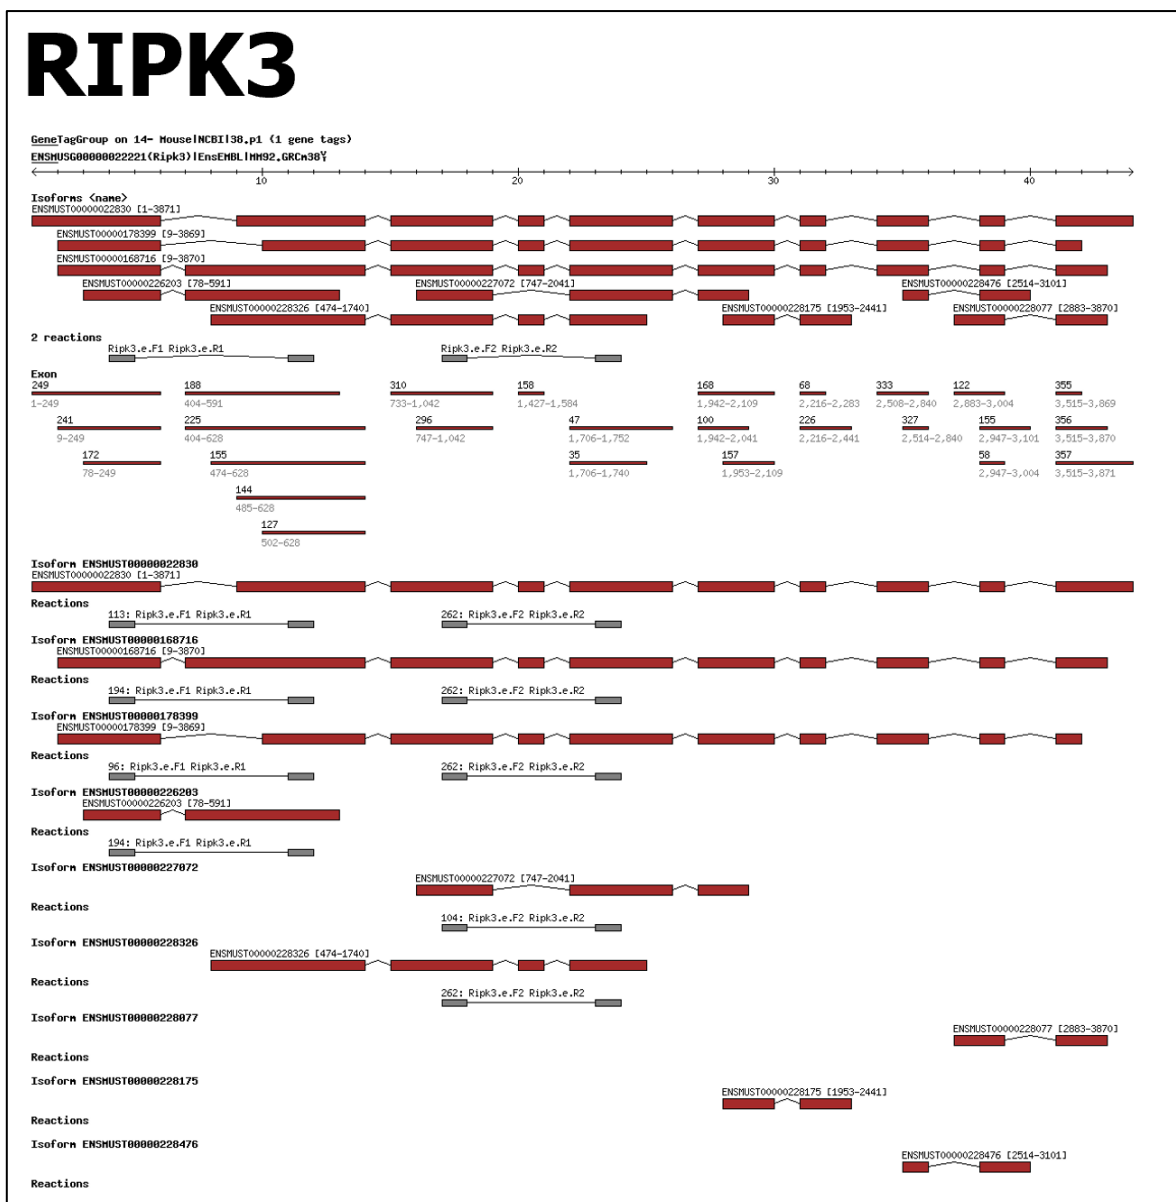 RIPK3
GeneTagGroup on 14- Mouse|NCBI|38.p1 (1 gene tags)
ENSMUSG00000022221(Ripk3)|EnsEMBL|MM92.GRCm38
10 20 30 40
Isoforms <name>
ENSMUST00000022830 [1-3871]
ENSMUST00000178399 [9-3869]
ENSMUST00000168716 [9-3870]
ENSMUST00000226203 [78-591] ENSMUST00000227072 [747-2041] ENSMUST00000228476 [2514-3101]
ENSMUST00000228326 [474-1740] ENSMUST00000228175 [1953-2441] ENSMUST00000228077 [2883-3870]
2 reactions
Ripk3.e.F1 Ripk3.e.R1 Ripk3.e.F2 Ripk3.e.R2
Exon
249 188 310 158 168 68 333 122 355
1-249 404-591 733-1,042 1,427-1,584 1,942-2,109 2,216-2,283 2,508-2,840 2,883-3,004 3,515-3,869
241 225 296 47 100 226 327 155 356
9-249 404-628 747-1,042 1,706-1,752 1,942-2,041 2,216-2,441 2,514-2,840 2,947-3,101 3,515-3,870
172 155 35 157 58 357
78-249 474-628 1,706-1,740 1,953-2,109 2,947-3,004 3,515-3,871
144
485-628
127
502-628
Isoform ENSMUST00000022830
ENSMUST00000022830 [1-3871]
Reactions
113: Ripk3.e.F1 Ripk3.e.R1 262: Ripk3.e.F2 Ripk3.e.R2
Isoform ENSMUST00000168716
ENSMUST00000168716 [9-3870]
Reactions
194: Ripk3.e.F1 Ripk3.e.R1 262: Ripk3.e.F2 Ripk3.e.R2
Isoform ENSMUST00000178399
ENSMUST00000178399 [9-3869]
Reactions
96: Ripk3.e.F1 Ripk3.e.R1 262: Ripk3.e.F2 Ripk3.e.R2
Isoform ENSMUST00000226203
ENSMUST00000226203 [78-591]
Reactions
194: Ripk3.e.F1 Ripk3.e.R1
Isoform ENSMUST00000227072
ENSMUST00000227072 [747-2041]
Reactions
104: Ripk3.e.F2 Ripk3.e.R2
Isoform ENSMUST00000228326
ENSMUST00000228326 [474-1740]
Reactions
262: Ripk3.e.F2 Ripk3.e.R2
Isoform ENSMUST00000228077
ENSMUST00000228077 [2883-3870]
Reactions
Isoform ENSMUST00000228175
ENSMUST00000228175 [1953-2441]
Reactions
Isoform ENSMUST00000228476
ENSMUST00000228476 [2514-3101]
Reactions